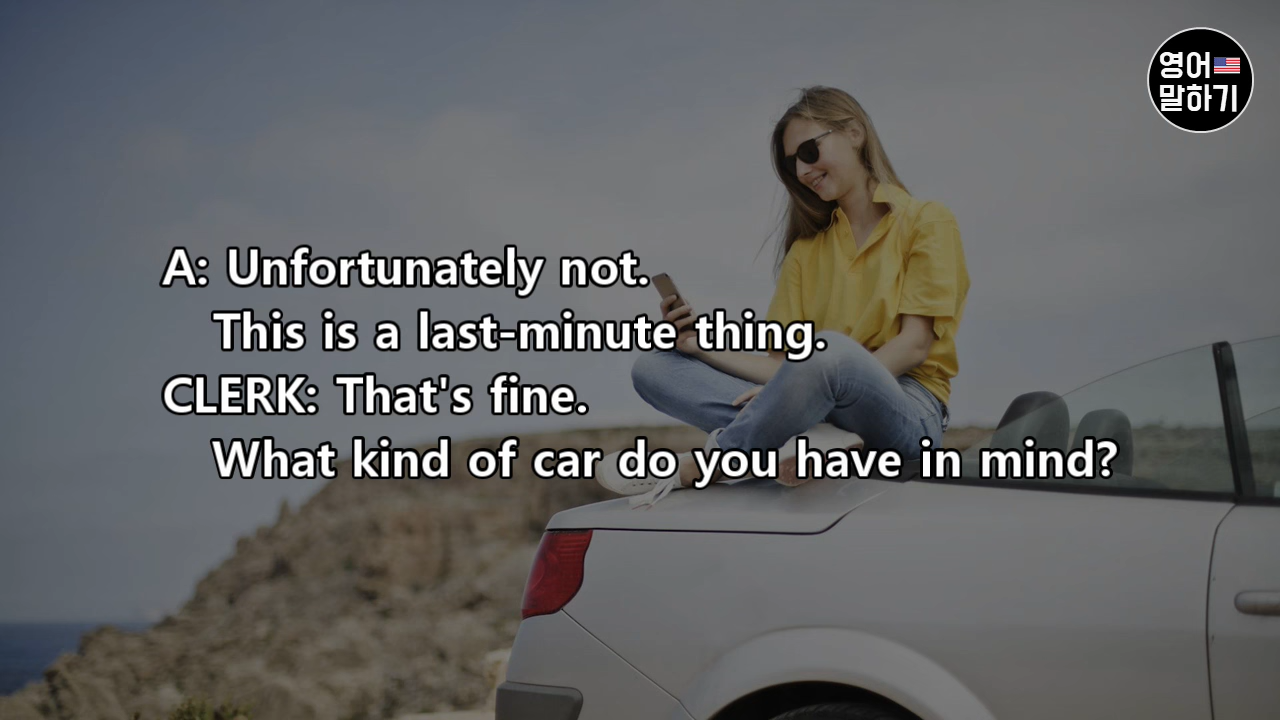 영어
말하기
A: Unfortunately not.
This is a last-minute thing.
CLERK: That's fine.
What kind of car do you have in mind?